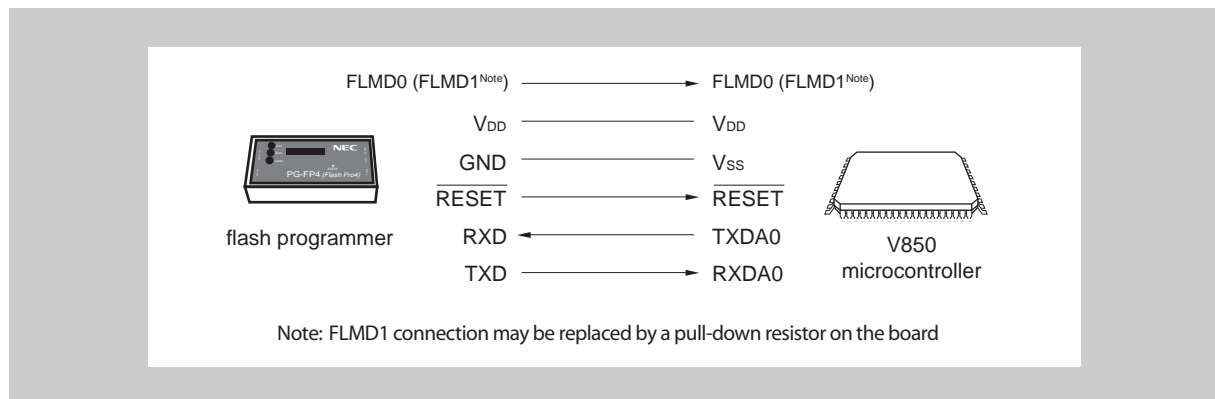 FLMD0 (FLMD1Note) FLMD0 (FLMD1Note)
VDD VDD
GND Vss
RESET RESET
RXD TXDA0
TXD RXDA0
NEC
PG-FP4 (Flash Pro4)
flash programmer
V850
microcontroller
Note: FLMD1 connection may be replaced by a pull-down resistor on the board